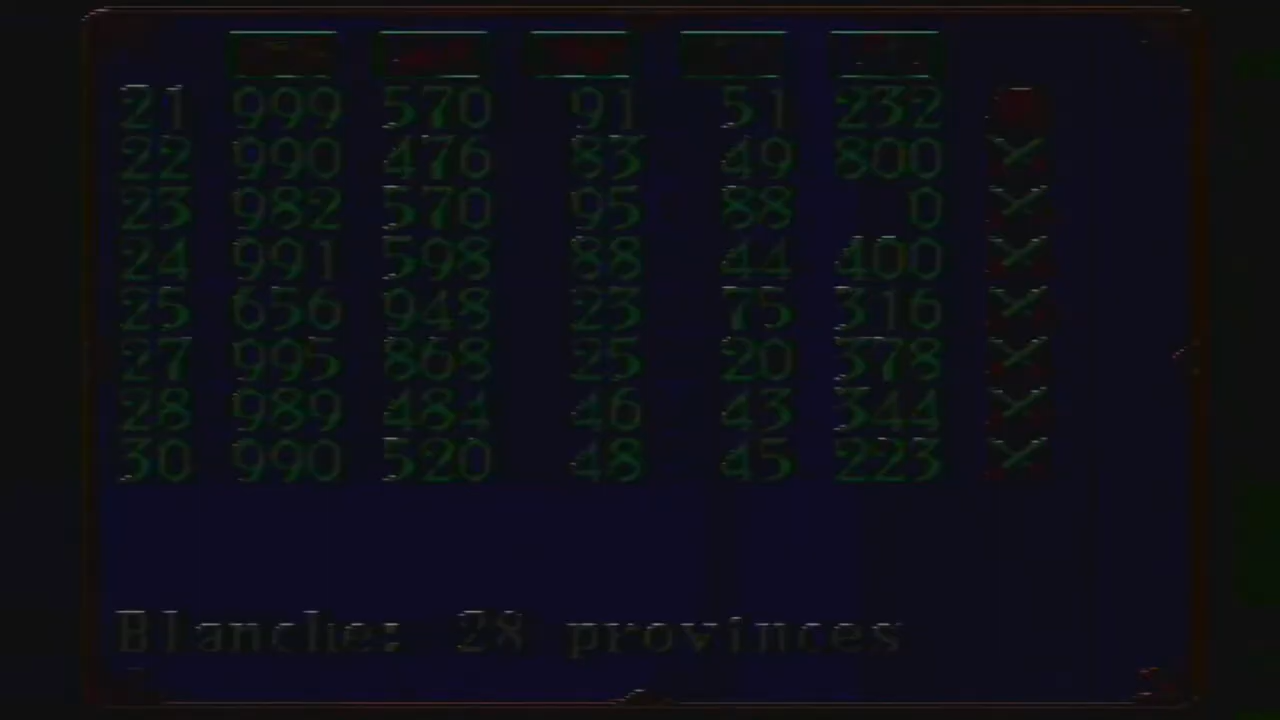 21 999 570 91 51 232
22 990 476 83 49 800 X
23 982 570 95 88 0 X
24 991 598 88 44 400 X
25 656 948 23 75 316 X
27 995 868 25 20 378 X
28 989 484 46 43 344 X
30 990 520 48 45 223 X
Blanche: 28 provinces